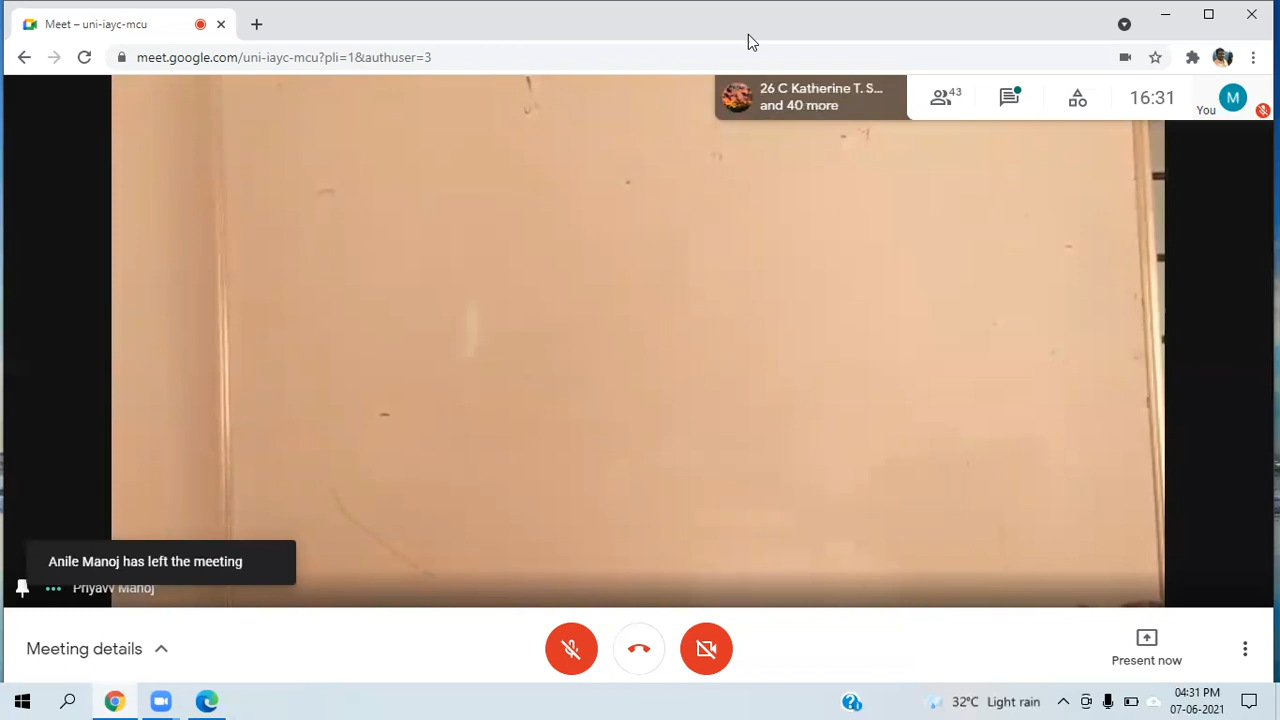 Meet – uni-iayc-mcu
meet.google.com/uni-iayc-mcu?pli=1&authuser=3
26 C Katherine T. S...
and 40 more
43
16:31
You
M
Anile Manoj has left the meeting
Priyavv Manoj
Meeting details
Present now
32°C Light rain
04:31 PM
07-06-2021